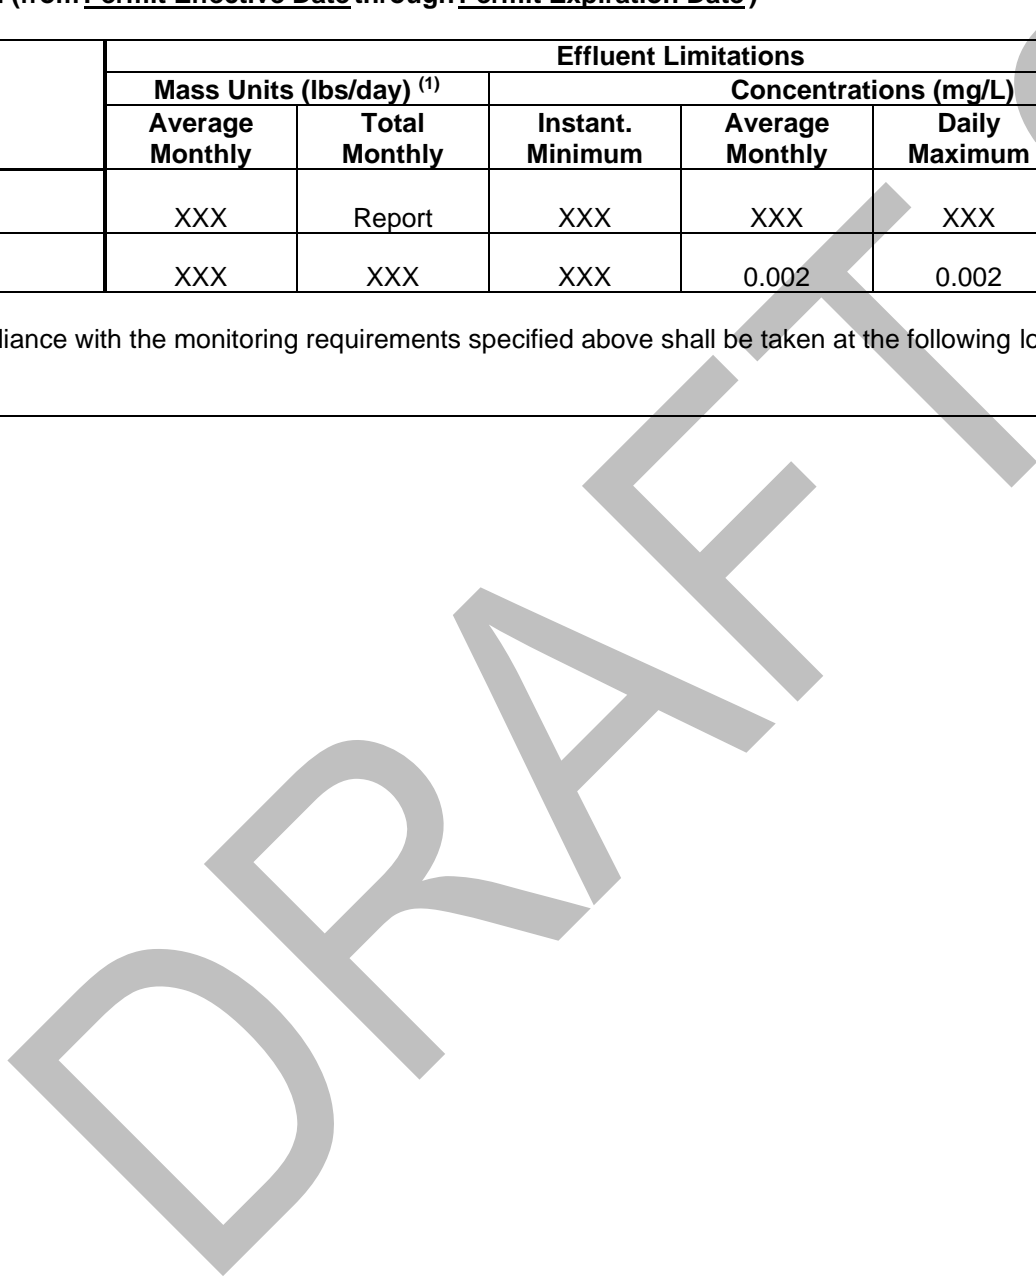 through
Effluent Limitations
Mass Units (lbs/day) (1) Concentrations (mg/L)
Average Monthly Total Monthly Instant. Minimum Average Monthly Daily Maximum
XXX Report XXX XXX XXX
XXX XXX XXX 0.002 0.002
with the monitoring requirements specified above shall be taken at the following
DRAFT